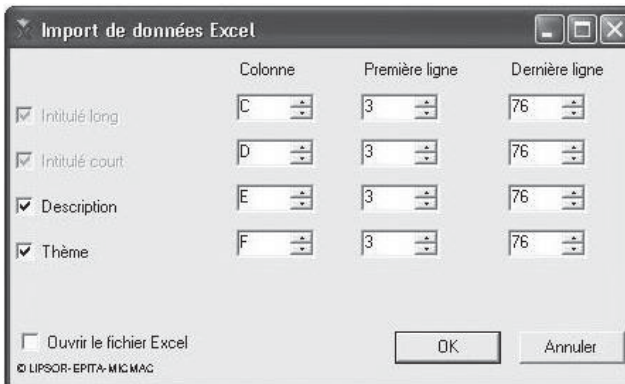 Import de données Excel
Colonne Première ligne Dernière ligne
Intitulé long C 3 76
Intitulé court D 3 76
Description E 3 76
Thème F 3 76
Ouvrir le fichier Excel OK Annuler
© LIPSOR-EPITA-MICMAC